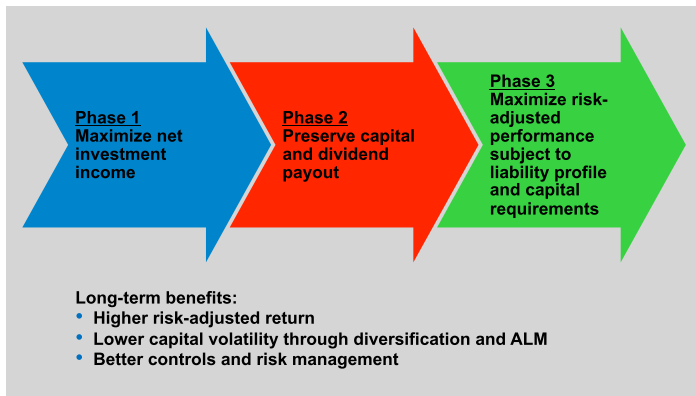 Phase 1
Maximize net
investment
income
Phase 2
Preserve capital
and dividend
payout
Phase 3
Maximize risk-
adjusted
performance
subject to
liability profile
and capital
requirements
Long-term benefits:
• Higher risk-adjusted return
• Lower capital volatility through diversification and ALM
• Better controls and risk management